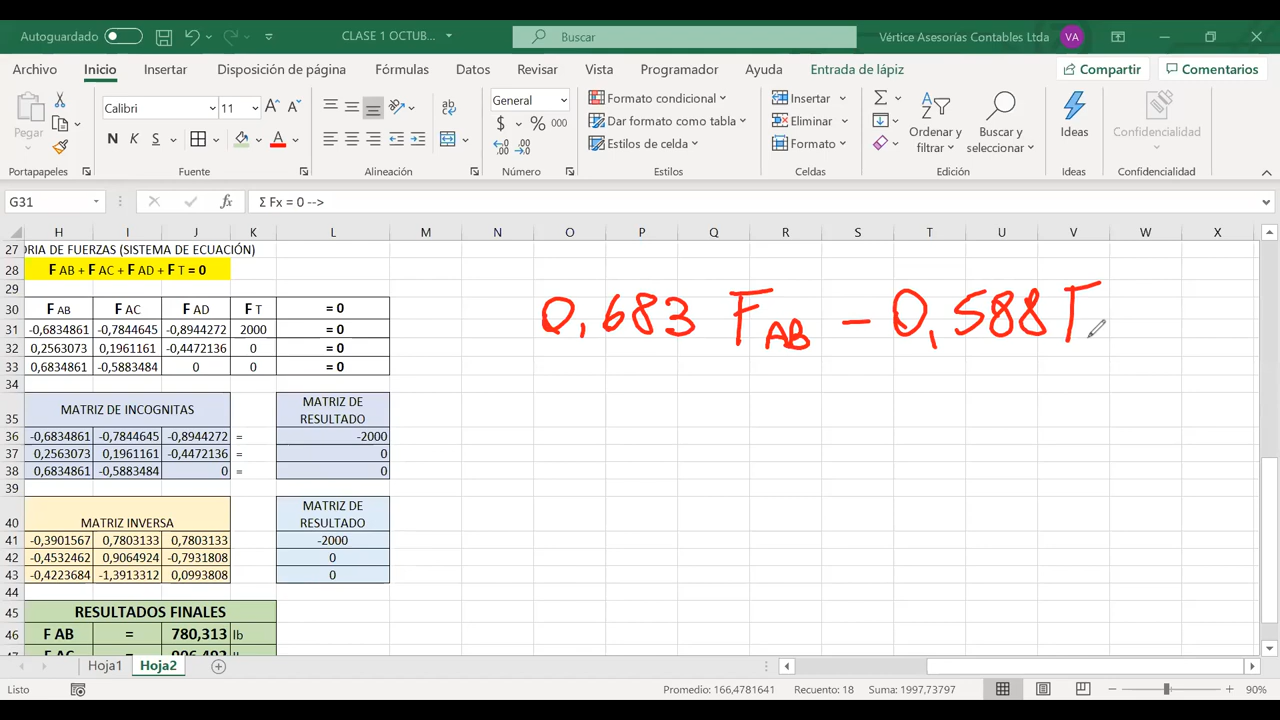 Autoguardado
CLASE 1 OCTUB...
Buscar
Vértice Asesorías Contables Ltda
VA
Archivo Inicio Insertar Disposición de página Fórmulas Datos Revisar Vista Programador Ayuda Entrada de lápiz Compartir Comentarios
Pegar
Calibri 11
N K S
ab
General
$ % 000
Formato condicional
Dar formato como tabla
Estilos de celda
Insertar
Eliminar
Formato
Ordenar y filtrar
Buscar y seleccionar
Ideas
Confidencialidad
Portapapeles Fuente Alineación Número Estilos Celdas Edición Ideas Confidencialidad
G31 fx Σ Fx = 0 -->
H I J K L M N O P Q R S T U V W X
27 ORIA DE FUERZAS (SISTEMA DE ECUACIÓN)
28 F AB + F AC + F AD + F T = 0
29
30 F AB F AC F AD F T = 0
31 -0,6834861 -0,7844645 -0,8944272 2000 = 0
32 0,2563073 0,1961161 -0,4472136 0 = 0
33 0,6834861 -0,5883484 0 0 = 0
34
35 MATRIZ DE INCOGNITAS MATRIZ DE RESULTADO
36 -0,6834861 -0,7844645 -0,8944272 = -2000
37 0,2563073 0,1961161 -0,4472136 = 0
38 0,6834861 -0,5883484 0 = 0
39
40 MATRIZ INVERSA MATRIZ DE RESULTADO
41 -0,3901567 0,7803133 0,7803133 -2000
42 -0,4532462 0,9064924 -0,7931808 0
43 -0,4223684 -1,3913312 0,0993808 0
44
45 RESULTADOS FINALES
46 F AB = 780,313 lb
0,683 F AB - 0,588 F
Hoja1 Hoja2
Listo Promedio: 166,4781641 Recuento: 18 Suma: 1997,73797 90%